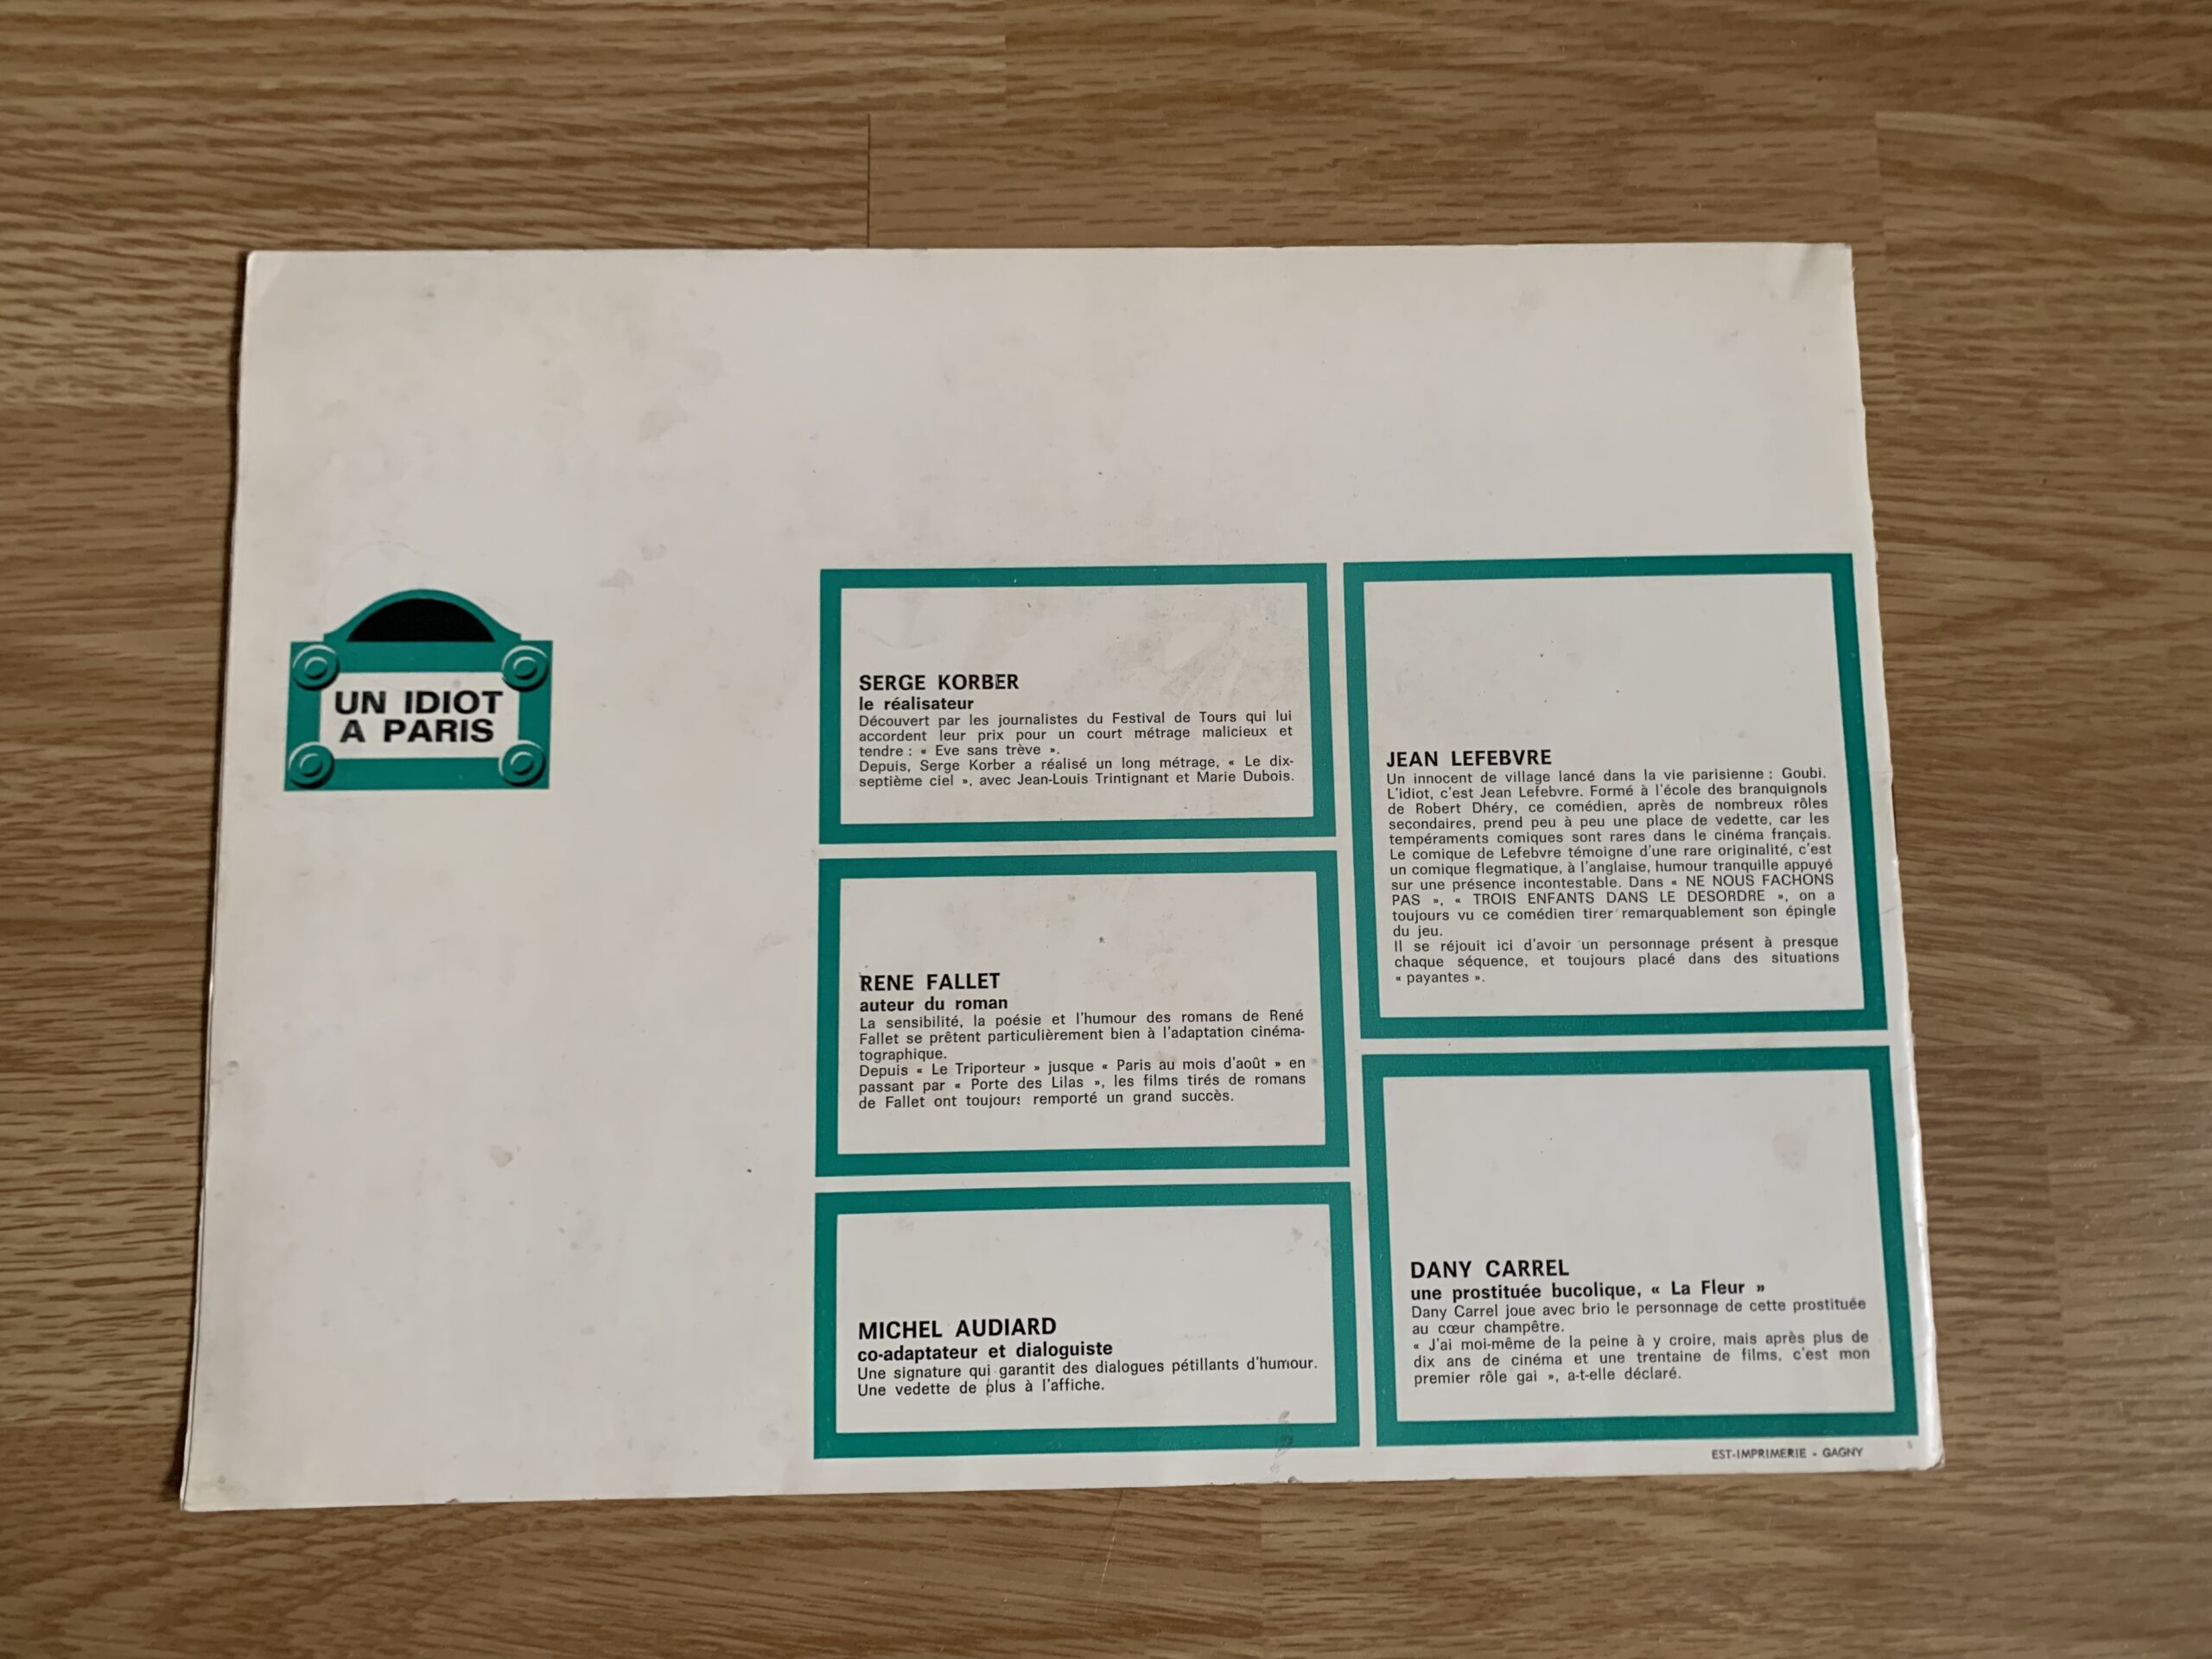 UN IDIOT
A PARIS
SERGE KORBER
le réalisateur
Découvert par les journalistes du Festival de Tours qui lui
accordent leur prix pour un court métrage malicieux et
tendre : « Eve sans trève ».
Depuis, Serge Korber a réalisé un long métrage, « Le dix-
septième ciel », avec Jean-Louis Trintignant et Marie Dubois.
RENE FALLET
auteur du roman
La sensibilité, la poésie et l'humour des romans de René
Fallet se prêtent particulièrement bien à l'adaptation cinéma-
tographique.
Depuis « Le Triporteur » jusque « Paris au mois d'août » en
passant par « Porte des Lilas », les films tirés de romans
de Fallet ont toujours remporté un grand succès.
MICHEL AUDIARD
co-adaptateur et dialoguiste
Une signature qui garantit des dialogues pétillants d'humour.
Une vedette de plus à l'affiche.
JEAN LEFEBVRE
Un innocent de village lancé dans la vie parisienne : Goubi.
L'idiot, c'est Jean Lefebvre. Formé à l'école des branquignols
de Robert Dhéry, ce comédien, après de nombreux rôles
secondaires, prend peu à peu une place de vedette, car les
tempéraments comiques sont rares dans le cinéma français.
Le comique de Lefebvre témoigne d'une rare originalité, c'est
un comique flegmatique, à l'anglaise, humour tranquille appuyé
sur une présence incontestable. Dans « NE NOUS FACHONS
PAS », « TROIS ENFANTS DANS LE DESORDRE », on a
toujours vu ce comédien tirer remarquablement son épingle
du jeu.
Il se réjouit ici d'avoir un personnage présent à presque
chaque séquence, et toujours placé dans des situations
« payantes ».
DANY CARREL
une prostituée bucolique, « La Fleur »
Dany Carrel joue avec brio le personnage de cette prostituée
au cœur champêtre.
« J'ai moi-même de la peine à y croire, mais après plus de
dix ans de cinéma et une trentaine de films, c'est mon
premier rôle gai », a-t-elle déclaré.
EST-IMPRIMERIE - GAGNY